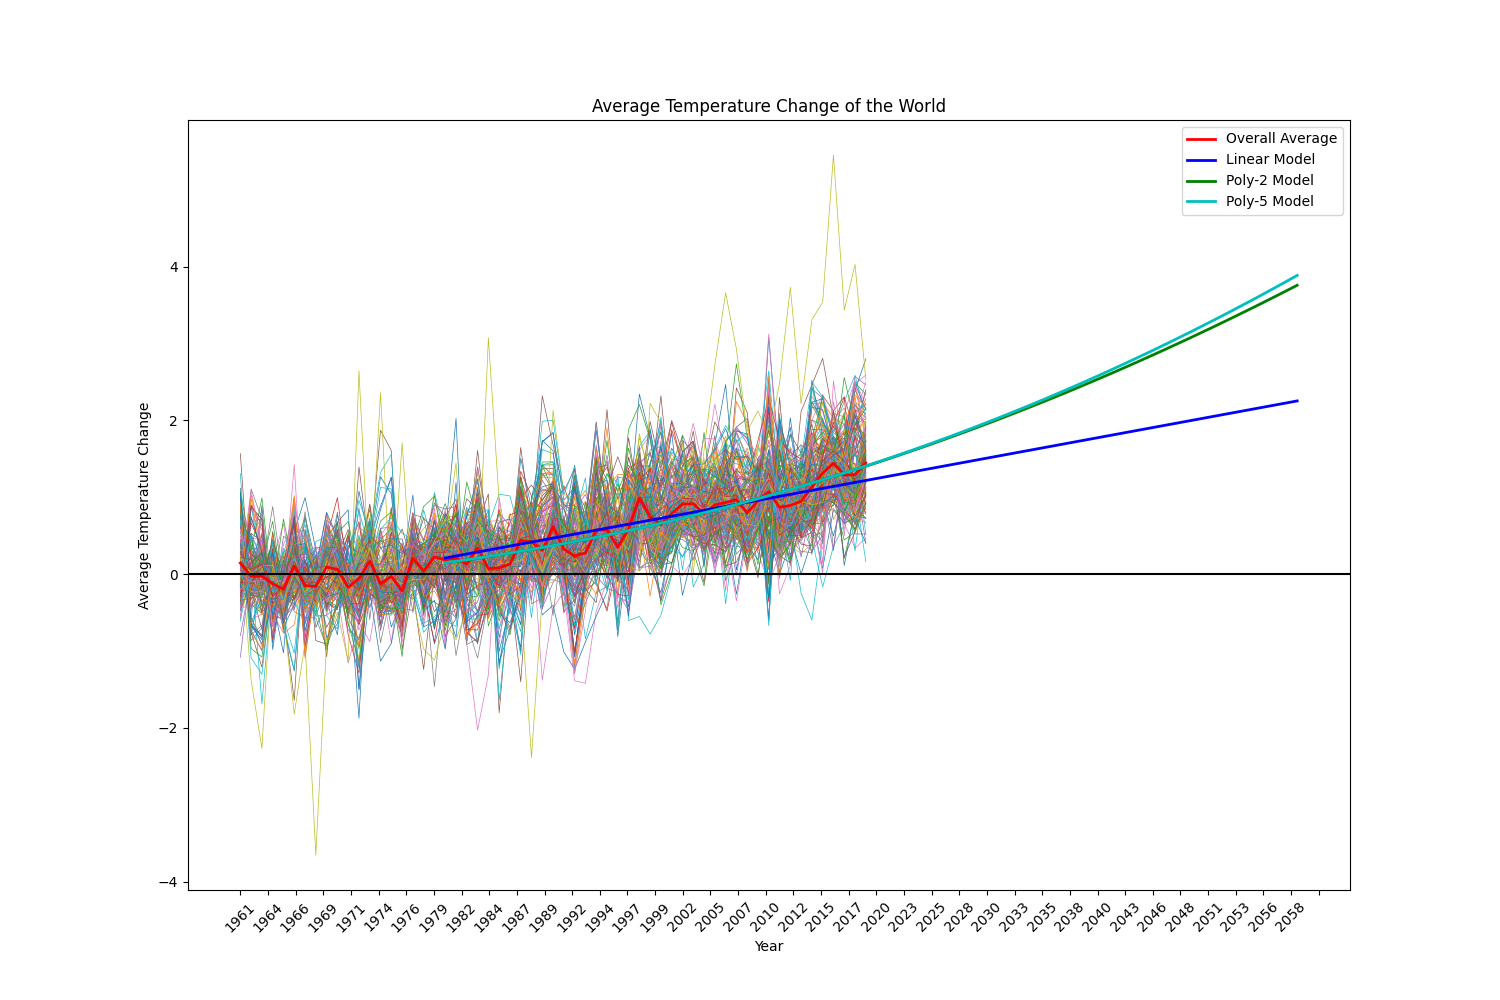 Average Temperature Change of the World
Overall Average
Linear Model
Poly-2 Model
Poly-5 Model
4
2
0
−2
−4
Average Temperature Change
1961 1964 1966 1969 1971 1974 1976 1979 1982 1984 1987 1989 1992 1994 1997 1999 2002 2005 2007 2010 2012 2015 2017 2020 2023 2025 2028 2030 2033 2035 2038 2040 2043 2046 2048 2051 2053 2056 2058
Year